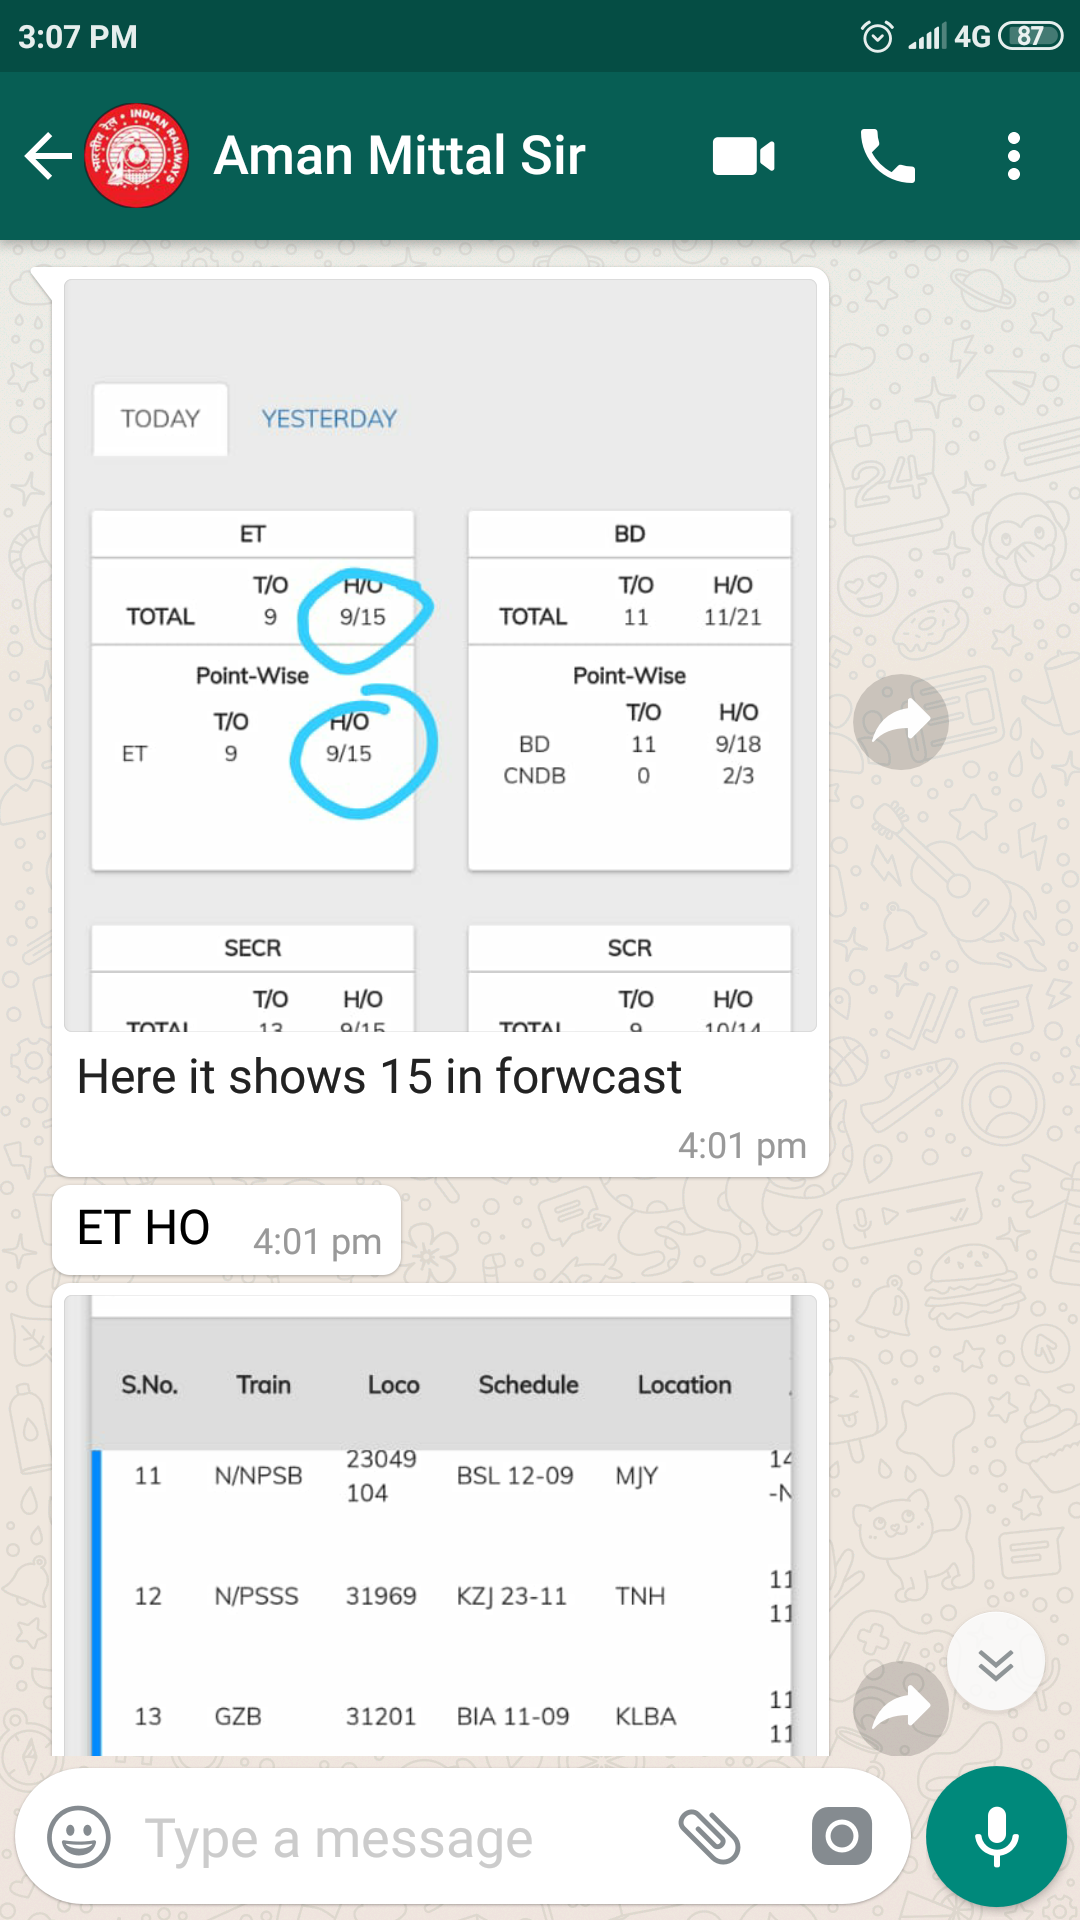 3:07 PM 4G 87
Aman Mittal Sir
भारतीय रेल • INDIAN RAILWAYS
TODAY YESTERDAY
ET
T/O H/O
TOTAL 9 9/15
Point-Wise
T/O H/O
ET 9 9/15
BD
T/O H/O
TOTAL 11 11/21
Point-Wise
T/O H/O
BD 11 9/18
CNDB 0 2/3
SECR
T/O H/O
TOTAL 13 9/15
SCR
T/O H/O
TOTAL 9 10/14
Here it shows 15 in forwcast
4:01 pm
ET HO 4:01 pm
S.No. Train Loco Schedule Location
11 N/NPSB 23049 104 BSL 12-09 MJY 14 -N
12 N/PSSS 31969 KZJ 23-11 TNH 11 11
13 GZB 31201 BIA 11-09 KLBA 11 11
Type a message